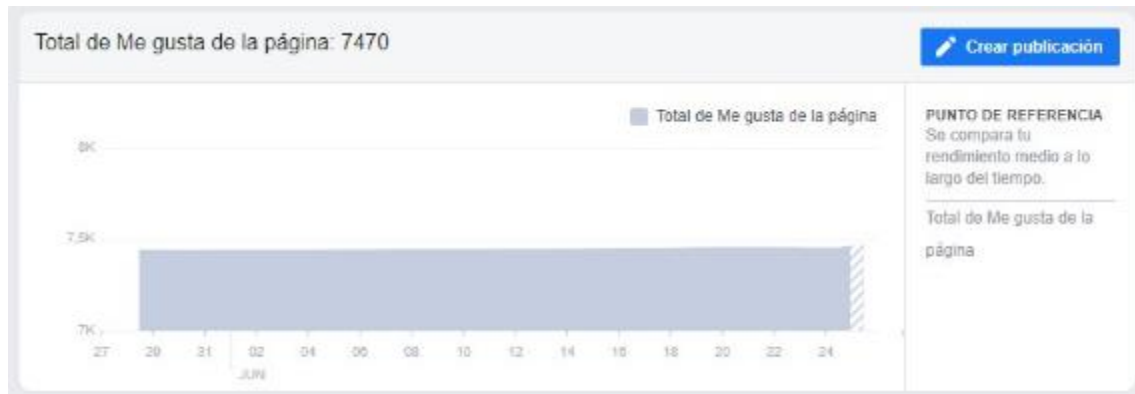 Total de Me gusta de la página: 7470
Crear publicación
Total de Me gusta de la página
8K
7,5K
7K
27 29 31 02 04 06 08 10 12 14 16 18 20 22 24
JUN
PUNTO DE REFERENCIA
Se compara tu
rendimiento medio a lo
largo del tiempo.
Total de Me gusta de la
página